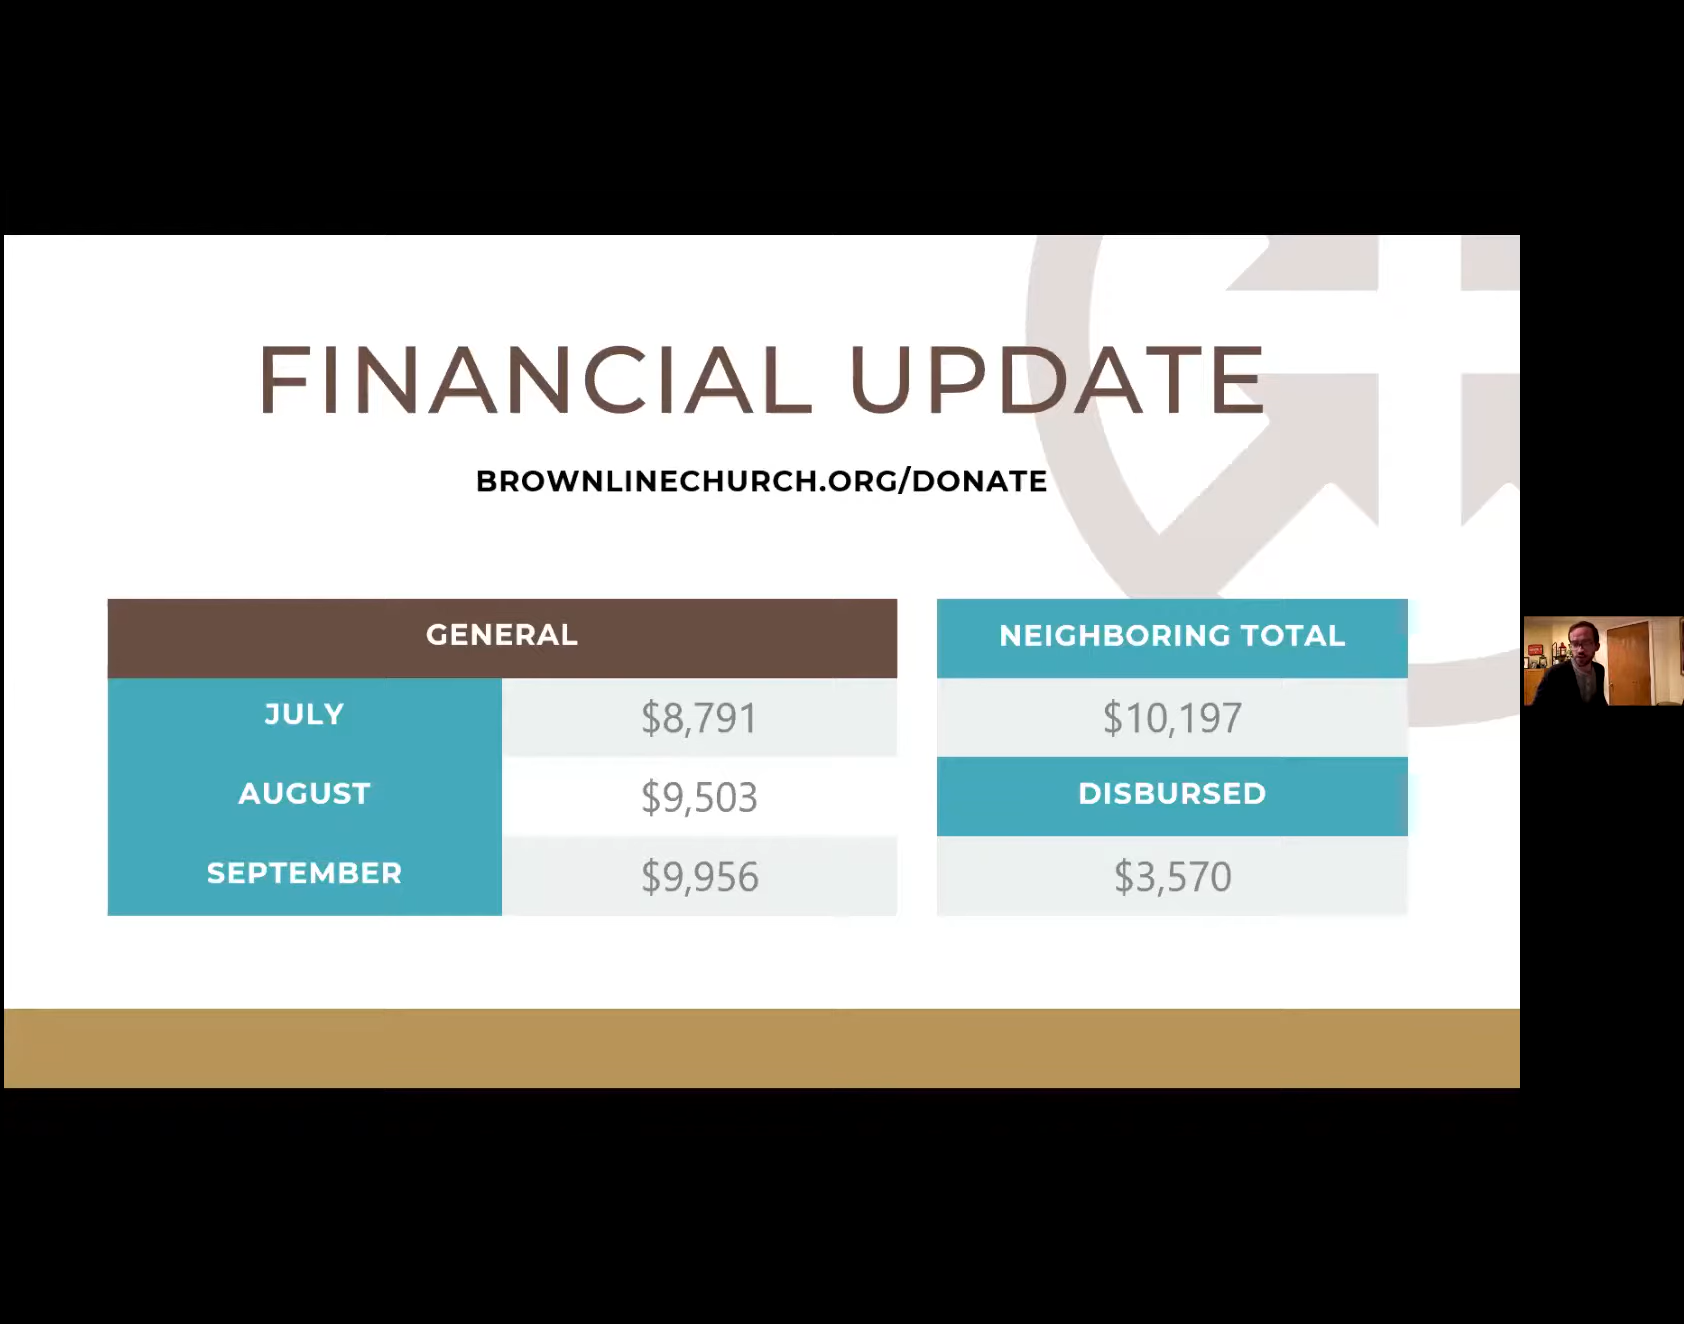 FINANCIAL UPDATE
BROWNLINECHURCH.ORG/DONATE
GENERAL
JULY $8,791
AUGUST $9,503
SEPTEMBER $9,956
NEIGHBORING TOTAL
$10,197
DISBURSED
$3,570